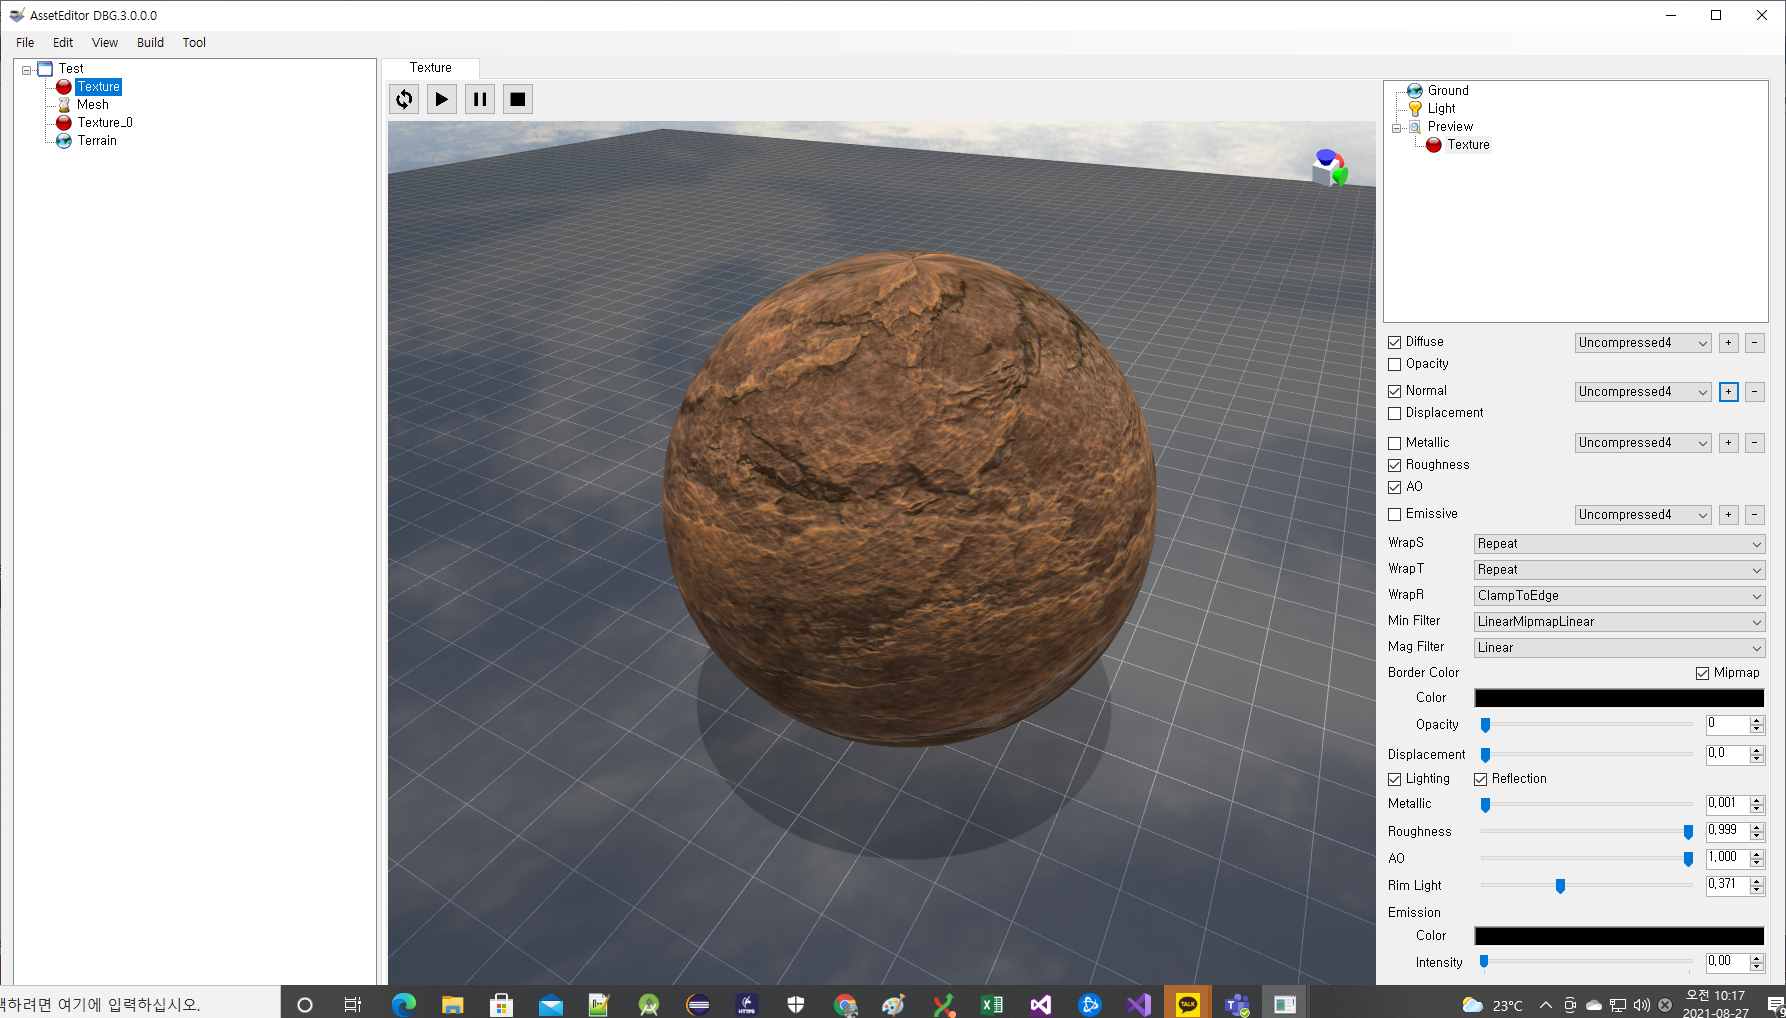 AssetEditor DBG.3.0.0.0
File Edit View Build Tool
Test
Texture
Mesh
Texture_0
Terrain
Texture
Ground
Light
Preview
Texture
Diffuse Uncompressed4 + -
Opacity
Normal Uncompressed4 + -
Displacement
Metallic Uncompressed4 + -
Roughness
AO
Emissive Uncompressed4 + -
WrapS Repeat
WrapT Repeat
WrapR ClampToEdge
Min Filter LinearMipmapLinear
Mag Filter Linear
Border Color Mipmap
Color
Opacity 0
Displacement 0,0
Lighting Reflection
Metallic 0,001
Roughness 0,999
AO 1,000
Rim Light 0,371
Emission
Color
Intensity 0,00
하려면 여기에 입력하십시오.
HTTPS
TALK
23°C
오전 10:17
2021-08-27